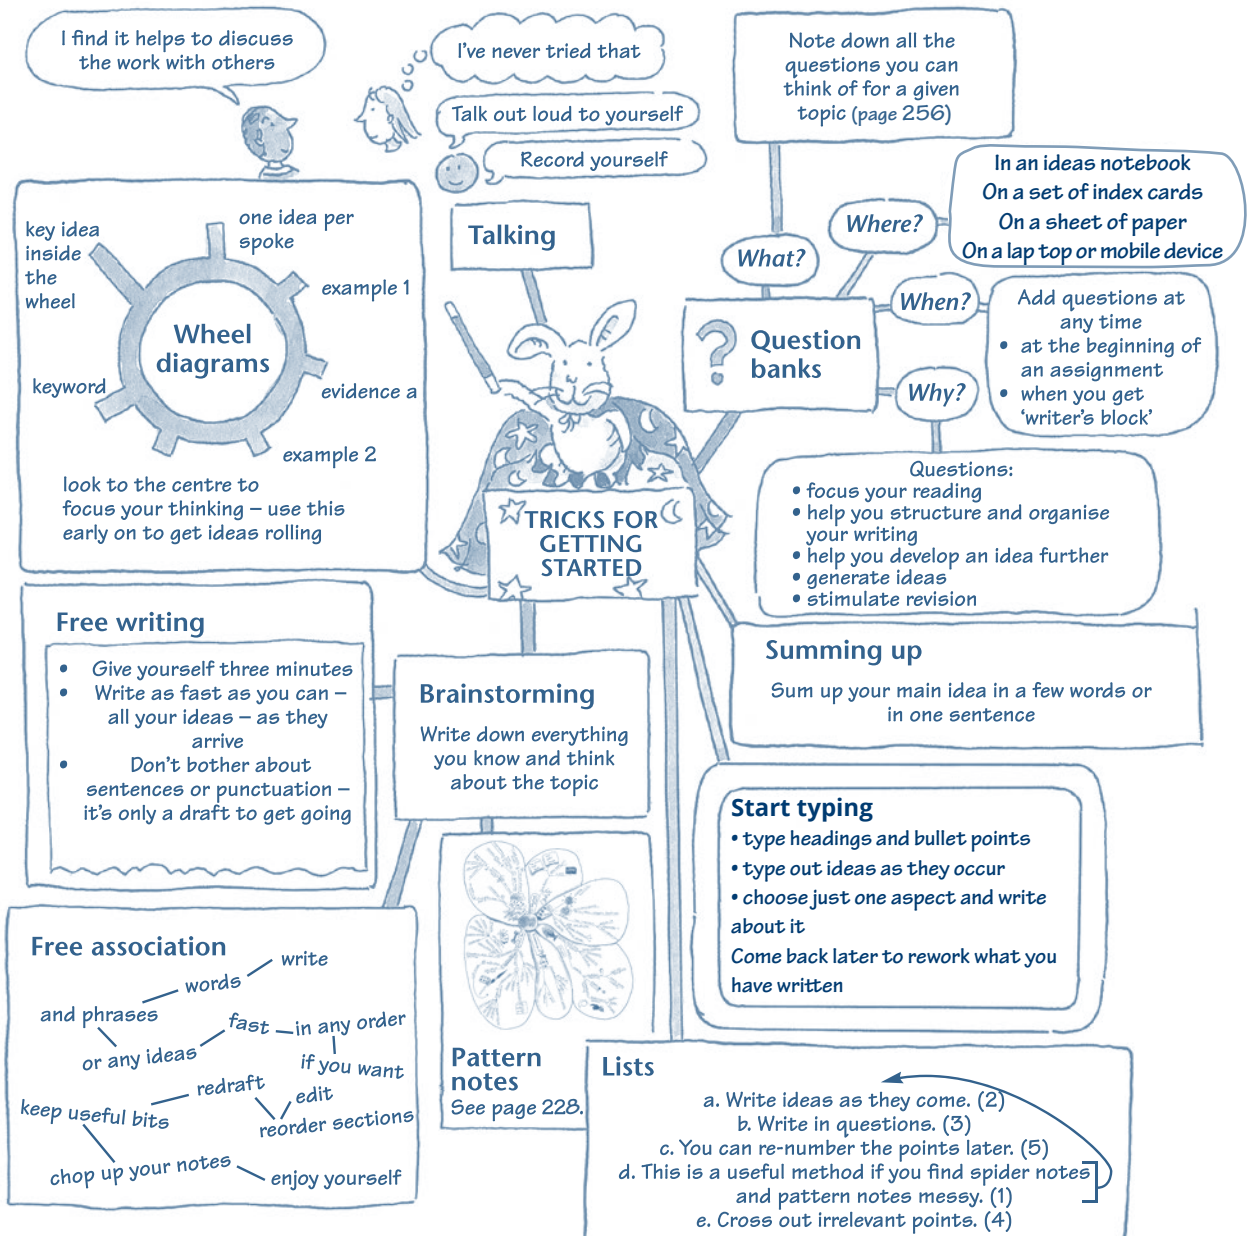 I find it helps to discuss
the work with others
I've never tried that
Talk out loud to yourself
Record yourself
Talking
Note down all the
questions you can
think of for a given
topic (page 256)
What?
Where?
In an ideas notebook
On a set of index cards
On a sheet of paper
On a lap top or mobile device
When?
Add questions at
any time
• at the beginning of
an assignment
• when you get
‘writer's block’
Why?
Questions:
• focus your reading
• help you structure and organise
your writing
• help you develop an idea further
• generate ideas
• stimulate revision
?
Question
banks
key idea
inside
the
wheel
one idea per
spoke
example 1
Wheel
diagrams
keyword
evidence a
example 2
look to the centre to
focus your thinking – use this
early on to get ideas rolling
TRICKS FOR
GETTING
STARTED
Free writing
• Give yourself three minutes
• Write as fast as you can –
all your ideas – as they
arrive
• Don't bother about
sentences or punctuation –
it's only a draft to get going
Brainstorming
Write down everything
you know and think
about the topic
Summing up
Sum up your main idea in a few words or
in one sentence
Start typing
• type headings and bullet points
• type out ideas as they occur
• choose just one aspect and write
about it
Come back later to rework what you
have written
Free association
write
words
and phrases
or any ideas
fast
in any order
if you want
redraft
edit
reorder sections
keep useful bits
chop up your notes
enjoy yourself
Pattern
notes
See page 228.
Lists
a. Write ideas as they come. (2)
b. Write in questions. (3)
c. You can re-number the points later. (5)
d. This is a useful method if you find spider notes
and pattern notes messy. (1)
e. Cross out irrelevant points. (4)